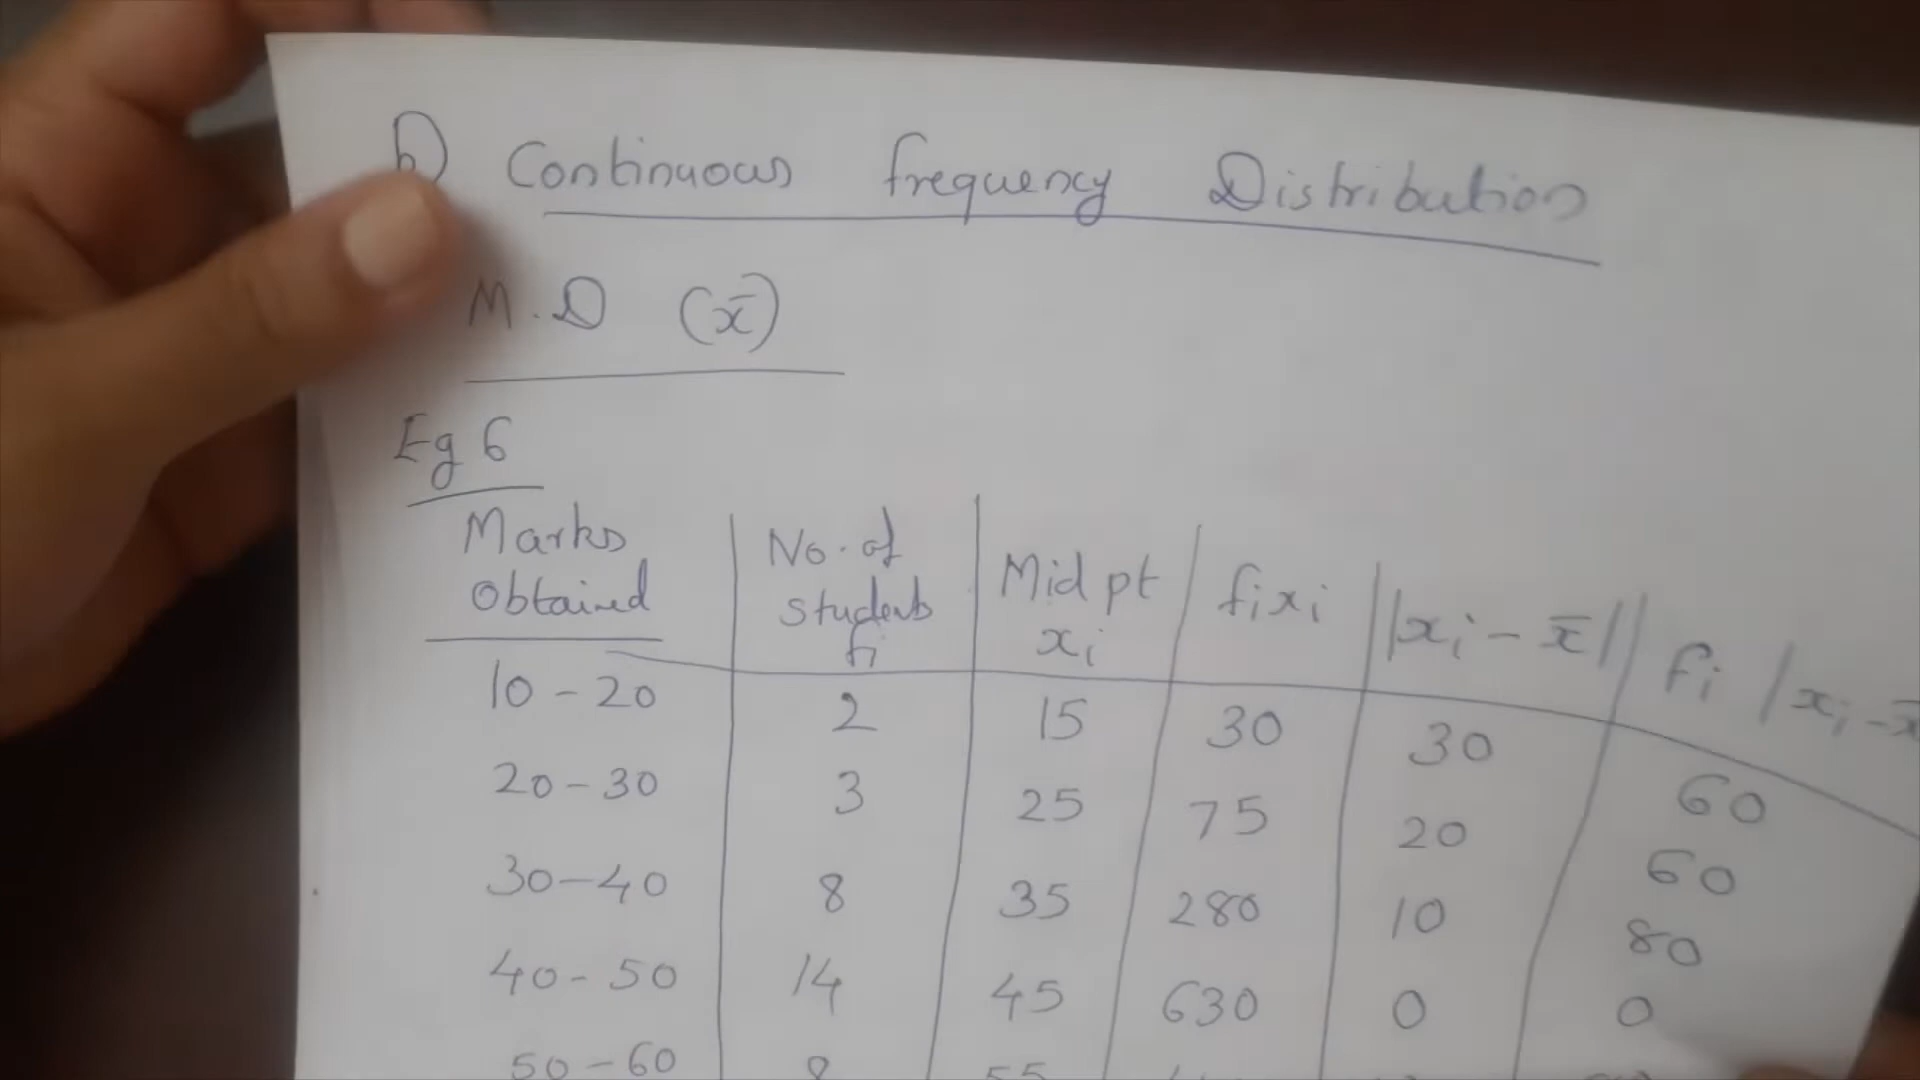 b) Continuous frequency Distribution
M.D (x̄)
Eg 6
Marks Obtained | No. of students fi | Mid pt xi | fixi | |xi - x̄| | fi |xi - x̄
10 - 20 2 15 30 30 60
20 - 30 3 25 75 20 60
30 - 40 8 35 280 10 80
40 - 50 14 45 630 0 0
50 - 60 8 55